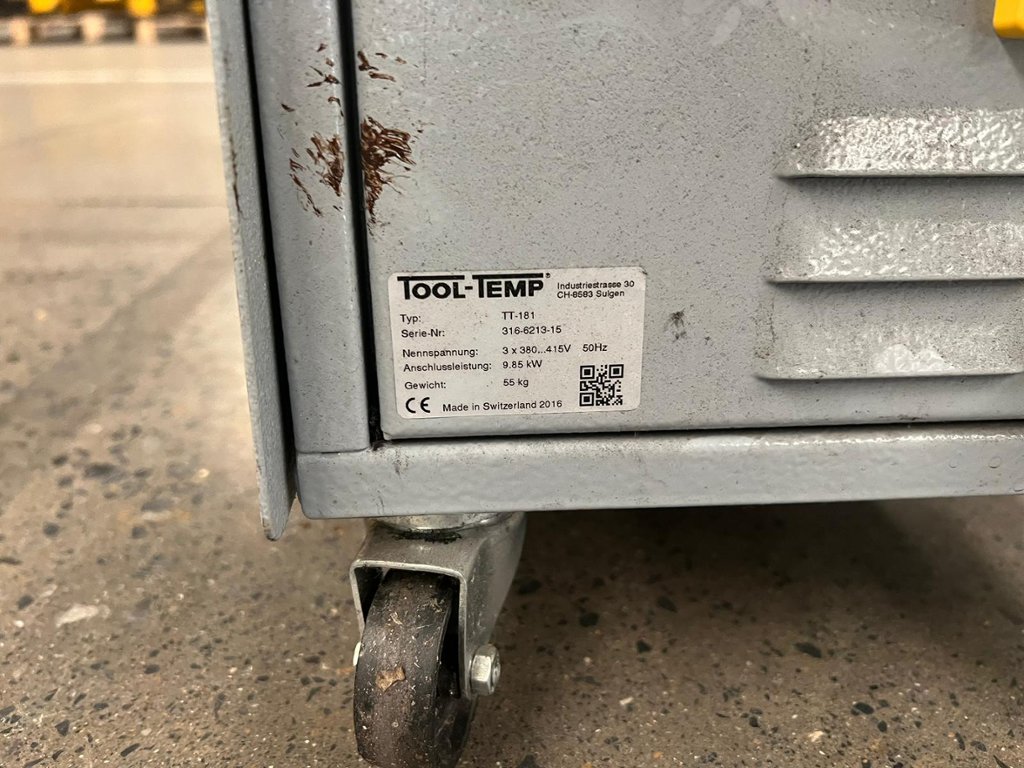 TOOL-TEMP® Industriestrasse 30
CH-8583 Sulgen
Typ: TT-181
Serie-Nr: 316-6213-15
Nennspannung: 3 x 380...415V 50Hz
Anschlussleistung: 9.85 kW
Gewicht: 55 kg
CE Made in Switzerland 2016